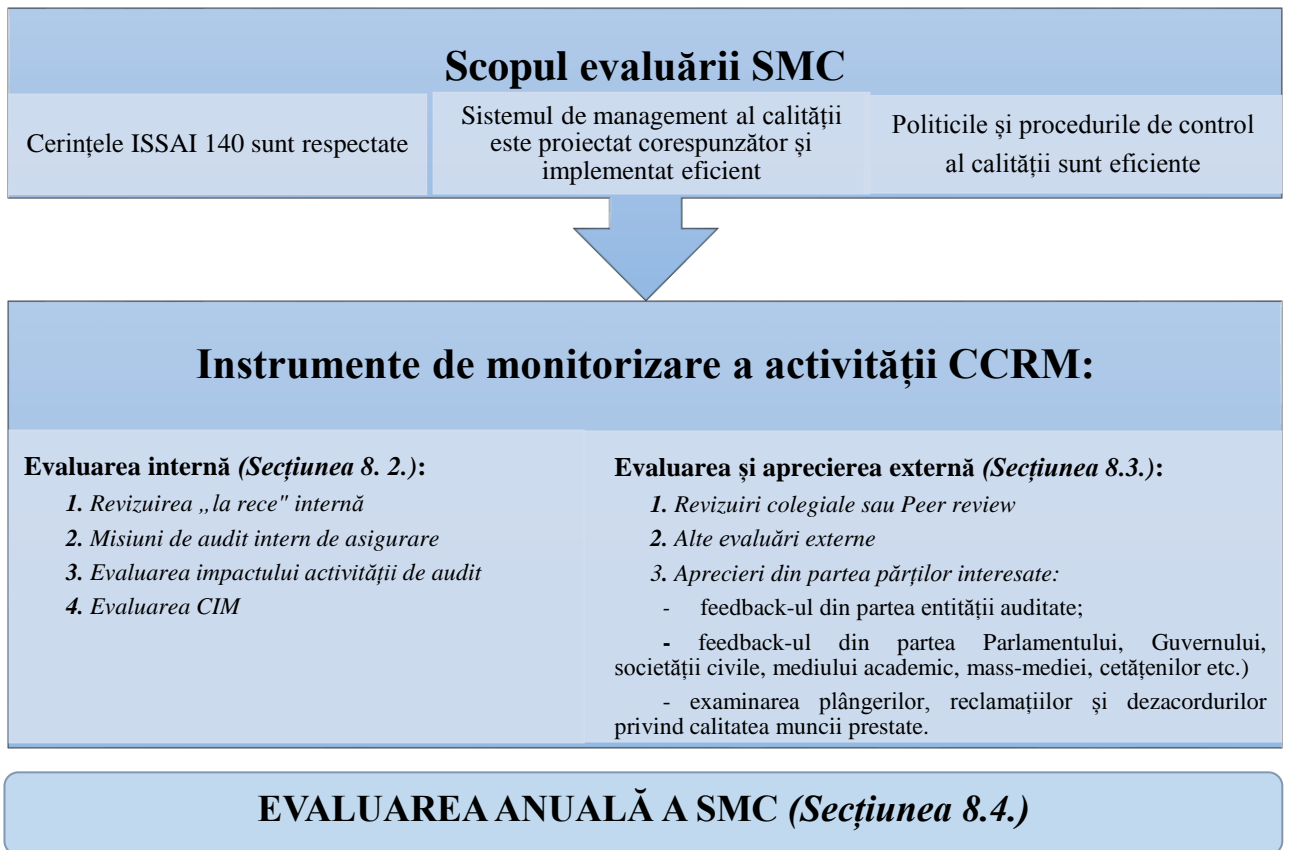 Scopul evaluării SMC
Cerințele ISSAI 140 sunt respectate
Sistemul de management al calității
este proiectat corespunzător și
implementat eficient
Politicile și procedurile de control
al calității sunt eficiente
Instrumente de monitorizare a activității CCRM:
Evaluarea internă (Secțiunea 8. 2.):
1. Revizuirea „la rece" internă
2. Misiuni de audit intern de asigurare
3. Evaluarea impactului activității de audit
4. Evaluarea CIM
Evaluarea și aprecierea externă (Secțiunea 8.3.):
1. Revizuiri colegiale sau Peer review
2. Alte evaluări externe
3. Aprecieri din partea părților interesate:
- feedback-ul din partea entității auditate;
- feedback-ul din partea Parlamentului, Guvernului,
societății civile, mediului academic, mass-mediei, cetățenilor etc.)
- examinarea plângerilor, reclamațiilor și dezacordurilor
privind calitatea muncii prestate.
EVALUAREA ANUALĂ A SMC (Secțiunea 8.4.)